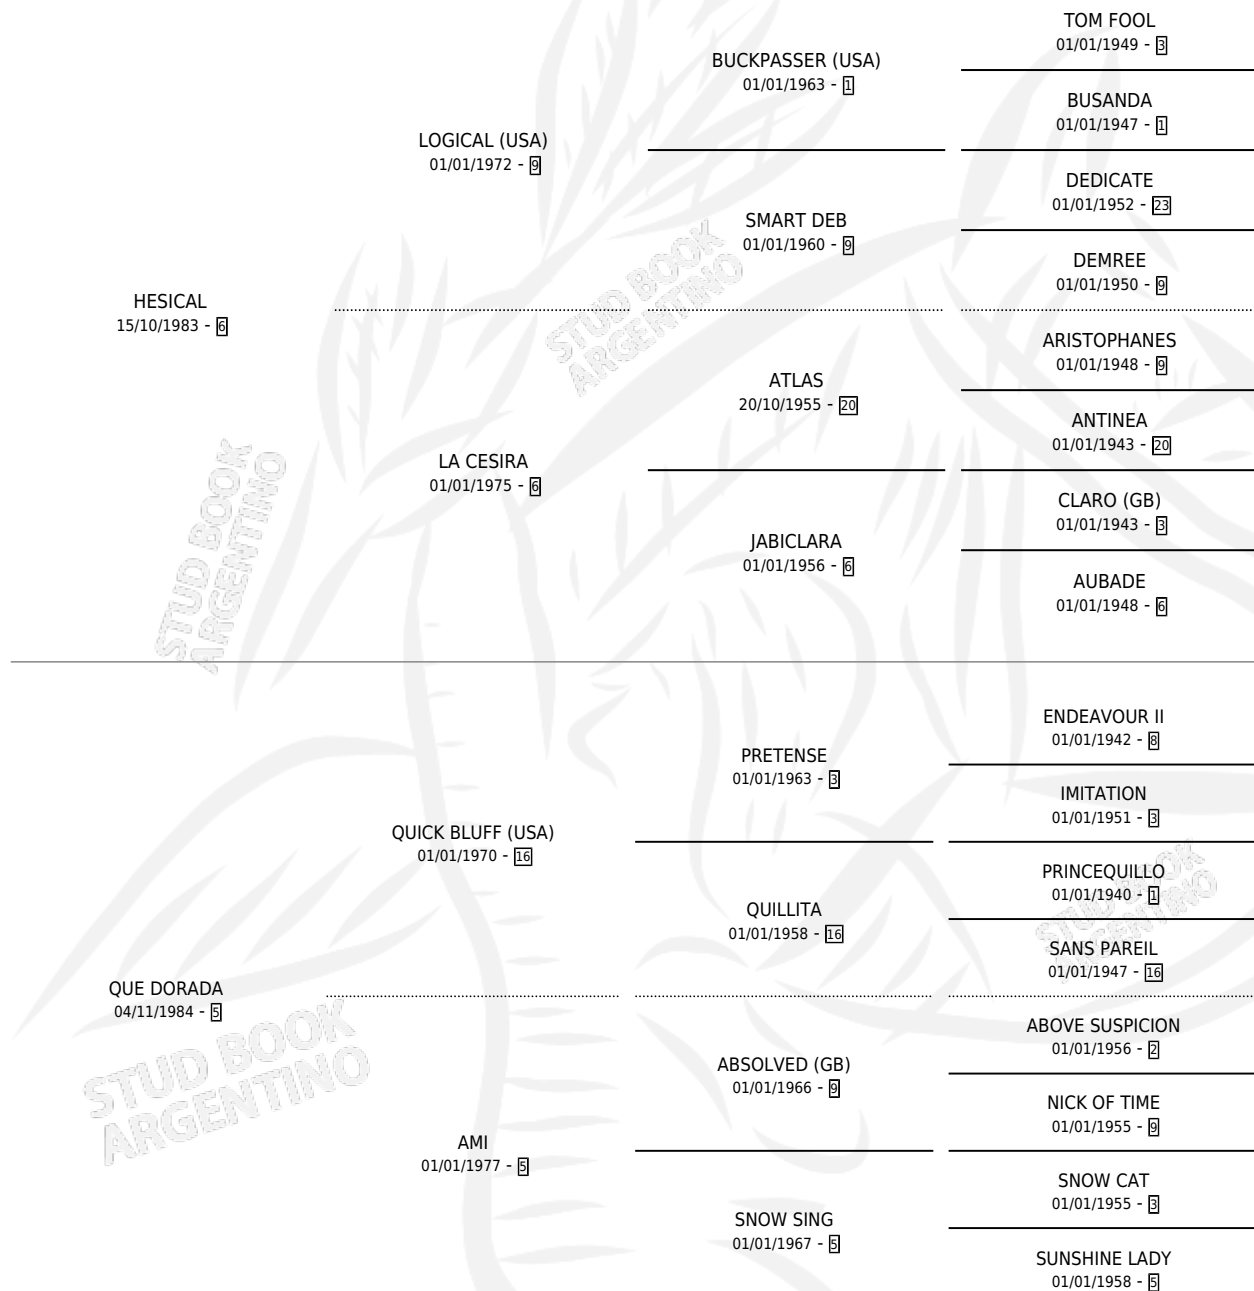 TOM FOOL
01/01/1949 - 3
BUCKPASSER (USA)
01/01/1963 - 1
BUSANDA
01/01/1947 - 1
LOGICAL (USA)
01/01/1972 - 9
DEDICATE
01/01/1952 - 23
SMART DEB
01/01/1960 - 9
DEMREE
01/01/1950 - 9
HESICAL
15/10/1983 - 6
ARISTOPHANES
01/01/1948 - 9
ATLAS
20/10/1955 - 20
ANTINEA
01/01/1943 - 20
LA CESIRA
01/01/1975 - 6
CLARO (GB)
01/01/1943 - 3
JABICLARA
01/01/1956 - 6
AUBADE
01/01/1948 - 6
ENDEAVOUR II
01/01/1942 - 8
PRETENSE
01/01/1963 - 3
IMITATION
01/01/1951 - 3
QUICK BLUFF (USA)
01/01/1970 - 16
PRINCEQUILLO
01/01/1940 - 1
QUILLITA
01/01/1958 - 16
SANS PAREIL
01/01/1947 - 16
QUE DORADA
04/11/1984 - 5
ABOVE SUSPICION
01/01/1956 - 2
ABSOLVED (GB)
01/01/1966 - 9
NICK OF TIME
01/01/1955 - 9
AMI
01/01/1977 - 5
SNOW CAT
01/01/1955 - 3
SNOW SING
01/01/1967 - 5
SUNSHINE LADY
01/01/1958 - 5
STUD BOOK
ARGENTINO
STUD BOOK
ARGENTINO
STUD BOOK
ARGENTINO
STUD BOOK
ARGENTINO